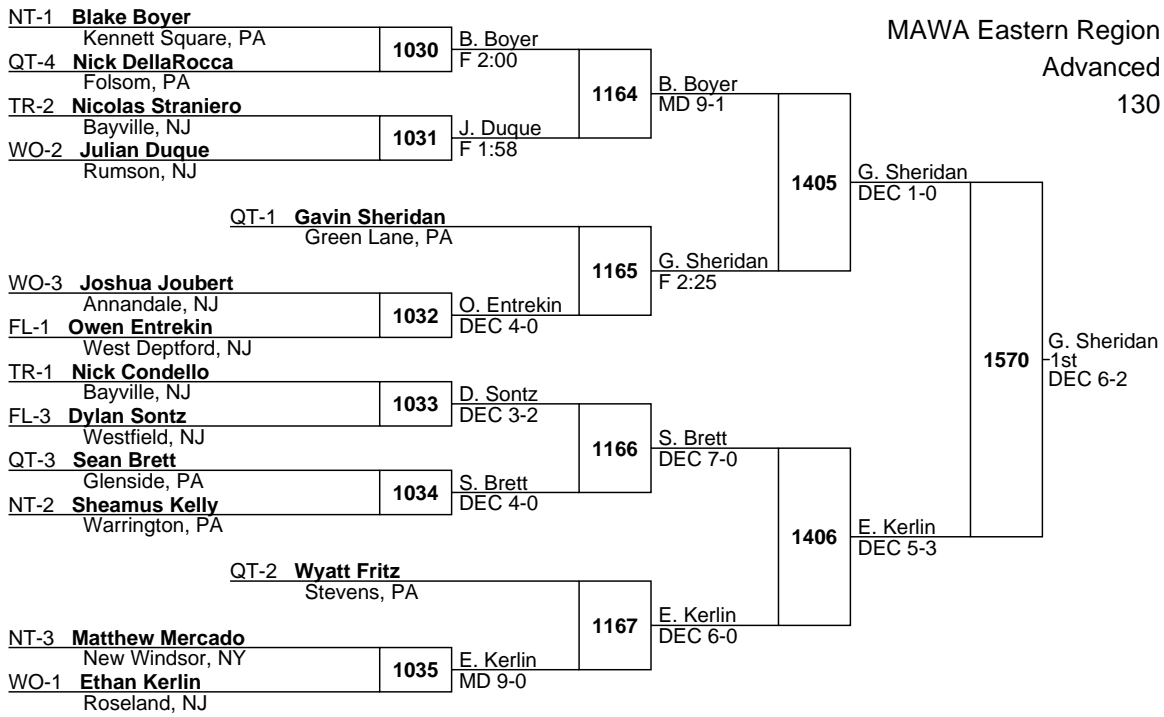 MAWA Eastern Region
Advanced
130
NT-1 Blake Boyer
Kennett Square, PA
QT-4 Nick DellaRocca
Folsom, PA
TR-2 Nicolas Straniero
Bayville, NJ
WO-2 Julian Duque
Rumson, NJ
QT-1 Gavin Sheridan
Green Lane, PA
WO-3 Joshua Joubert
Annandale, NJ
FL-1 Owen Entrekin
West Deptford, NJ
TR-1 Nick Condello
Bayville, NJ
FL-3 Dylan Sontz
Westfield, NJ
QT-3 Sean Brett
Glenside, PA
NT-2 Sheamus Kelly
Warrington, PA
QT-2 Wyatt Fritz
Stevens, PA
NT-3 Matthew Mercado
New Windsor, NY
WO-1 Ethan Kerlin
Roseland, NJ
1030
B. Boyer
F 2:00
1031
J. Duque
F 1:58
1032
O. Entrekin
DEC 4-0
1033
D. Sontz
DEC 3-2
1034
S. Brett
DEC 4-0
1035
E. Kerlin
MD 9-0
1164
B. Boyer
MD 9-1
1165
G. Sheridan
F 2:25
1166
S. Brett
DEC 7-0
1167
E. Kerlin
DEC 6-0
1405
G. Sheridan
DEC 1-0
1406
E. Kerlin
DEC 5-3
1570
G. Sheridan
1st
DEC 6-2